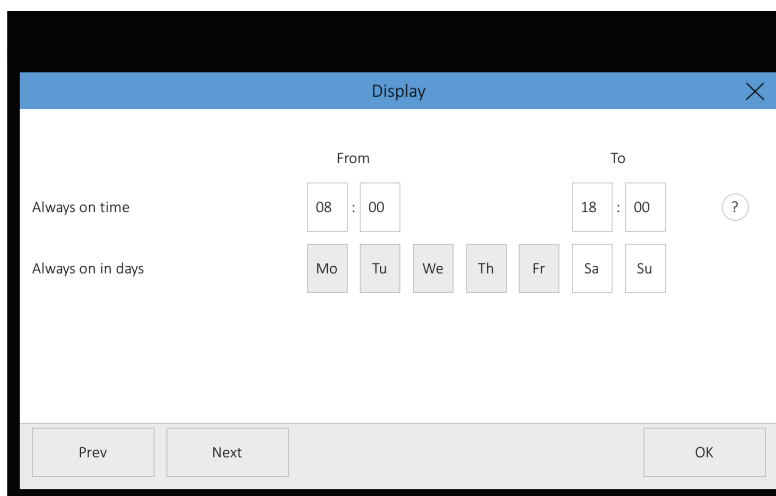 Display
From To
Always on time 08 : 00 18 : 00 ?
Always on in days Mo Tu We Th Fr Sa Su
Prev Next OK